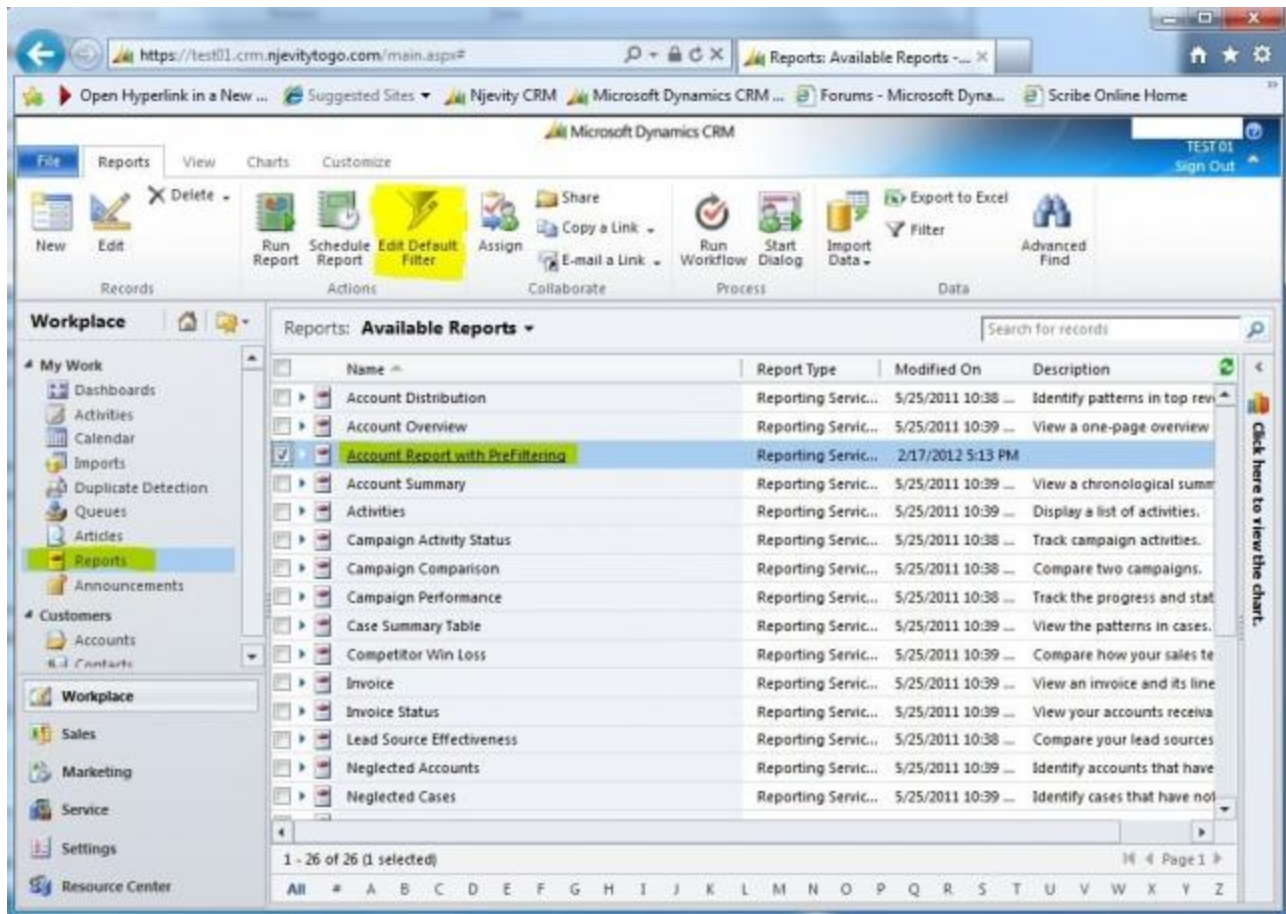 https://test01.crm.njevitytogo.com/main.aspx#
Reports: Available Reports -...
Open Hyperlink in a New ... Suggested Sites Njevity CRM Microsoft Dynamics CRM ... Forums - Microsoft Dyna... Scribe Online Home
Microsoft Dynamics CRM
TEST 01
Sign Out
File Reports View Charts Customize
New Edit Delete
Records
Run Report Schedule Report Edit Default Filter
Actions
Assign Share Copy a Link E-mail a Link
Collaborate
Run Workflow Start Dialog
Process
Import Data Export to Excel Filter Advanced Find
Data
Workplace
My Work
Dashboards
Activities
Calendar
Imports
Duplicate Detection
Queues
Articles
Reports
Announcements
Customers
Accounts
Contacts
Workplace
Sales
Marketing
Service
Settings
Resource Center
Reports: Available Reports
Search for records
Name Report Type Modified On Description
Account Distribution Reporting Servic... 5/25/2011 10:38 ... Identify patterns in top rev
Account Overview Reporting Servic... 5/25/2011 10:39 ... View a one-page overview
Account Report with PreFiltering Reporting Servic... 2/17/2012 5:13 PM
Account Summary Reporting Servic... 5/25/2011 10:39 ... View a chronological summ
Activities Reporting Servic... 5/25/2011 10:39 ... Display a list of activities.
Campaign Activity Status Reporting Servic... 5/25/2011 10:38 ... Track campaign activities.
Campaign Comparison Reporting Servic... 5/25/2011 10:38 ... Compare two campaigns.
Campaign Performance Reporting Servic... 5/25/2011 10:38 ... Track the progress and stat
Case Summary Table Reporting Servic... 5/25/2011 10:39 ... View the patterns in cases.
Competitor Win Loss Reporting Servic... 5/25/2011 10:39 ... Compare how your sales te
Invoice Reporting Servic... 5/25/2011 10:39 ... View an invoice and its line
Invoice Status Reporting Servic... 5/25/2011 10:39 ... View your accounts receiva
Lead Source Effectiveness Reporting Servic... 5/25/2011 10:38 ... Compare your lead sources
Neglected Accounts Reporting Servic... 5/25/2011 10:39 ... Identify accounts that have
Neglected Cases Reporting Servic... 5/25/2011 10:39 ... Identify cases that have not
Click here to view the chart.
1 - 26 of 26 (1 selected) Page 1
All # A B C D E F G H I J K L M N O P Q R S T U V W X Y Z